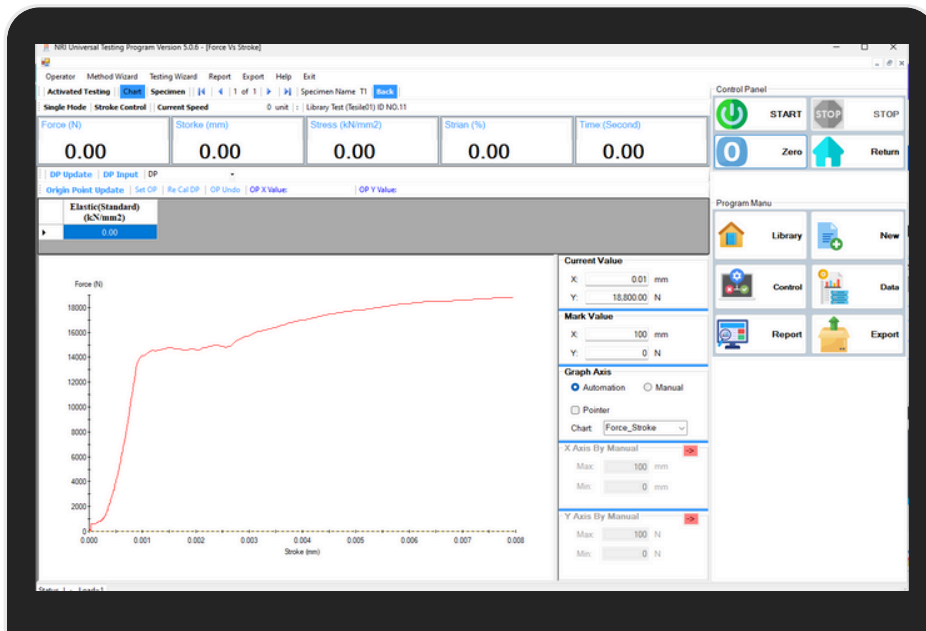 NRI Universal Testing Program Version 5.0.6 - [Force Vs Stroke]
Operator Method Wizard Testing Wizard Report Export Help Exit
Activated Testing Chart Specimen 1 of 1 Specimen Name T1 Back
Single Mode Stroke Control Current Speed 0 unit : Library Test (Tesile01) ID NO.11
Force (N) Storke (mm) Stress (kN/mm2) Strian (%) Time (Second)
0.00 0.00 0.00 0.00 0.00
DP Update DP Input DP
Origin Point Update Set OP Re Cal DP OP Undo OP X Value: OP Y Value:
Elastic(Standard)
(kN/mm2)
0.00
Force (N)
18000
16000
14000
12000
10000
8000
6000
4000
2000
0
0.000 0.001 0.002 0.003 0.004 0.005 0.006 0.007 0.008
Stroke (mm)
Current Value
X: 0.01 mm
Y: 18,800.00 N
Mark Value
X: 100 mm
Y: 0 N
Graph Axis
Automation Manual
Pointer
Chart Force_Stroke
X Axis By Manual ->
Max: 100 mm
Min: 0 mm
Y Axis By Manual ->
Max: 100 N
Min: 0 N
Control Panel
START STOP STOP
0 Zero Return
Program Manu
Library New
Control Data
Report Export